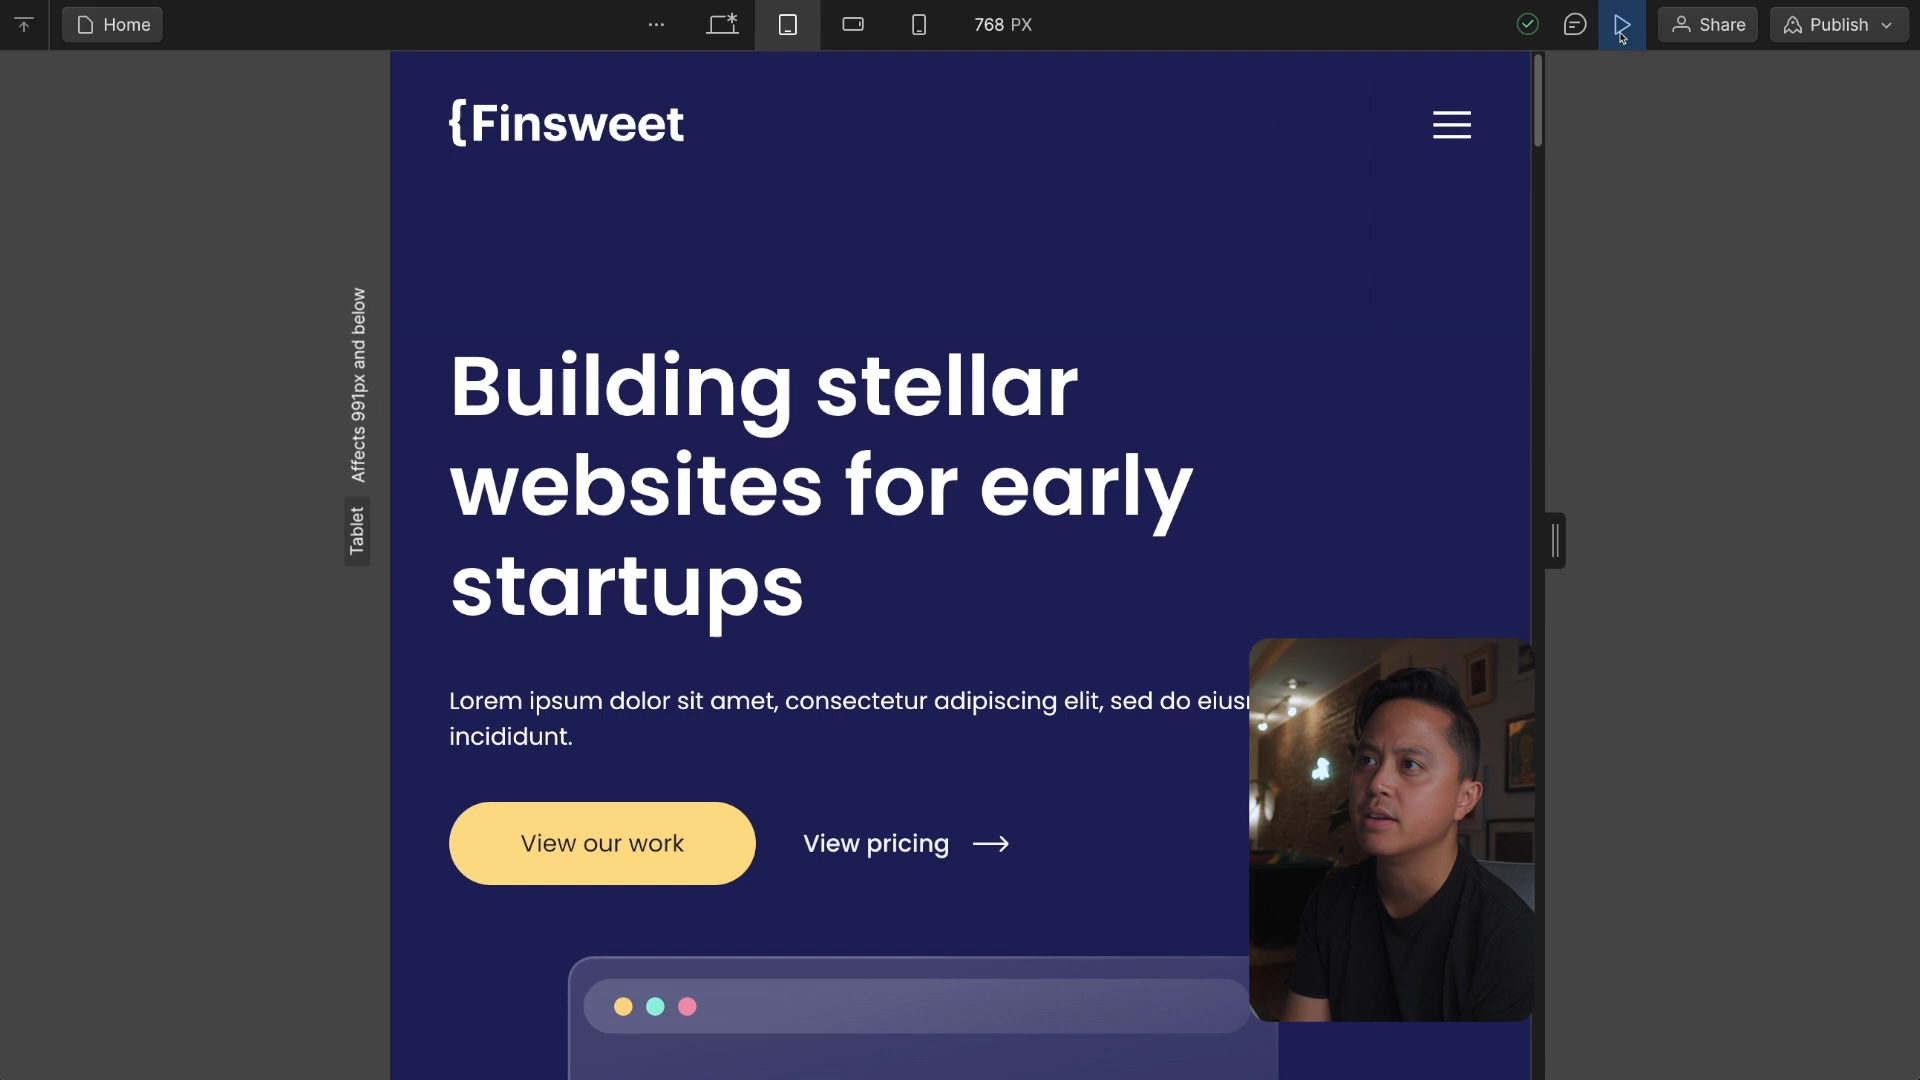 Home
768 PX
Share
Publish
{Finsweet
Affects 991px and below
Tablet
Building stellar
websites for early
startups
Lorem ipsum dolor sit amet, consectetur adipiscing elit, sed do
incididunt.
View our work
View pricing